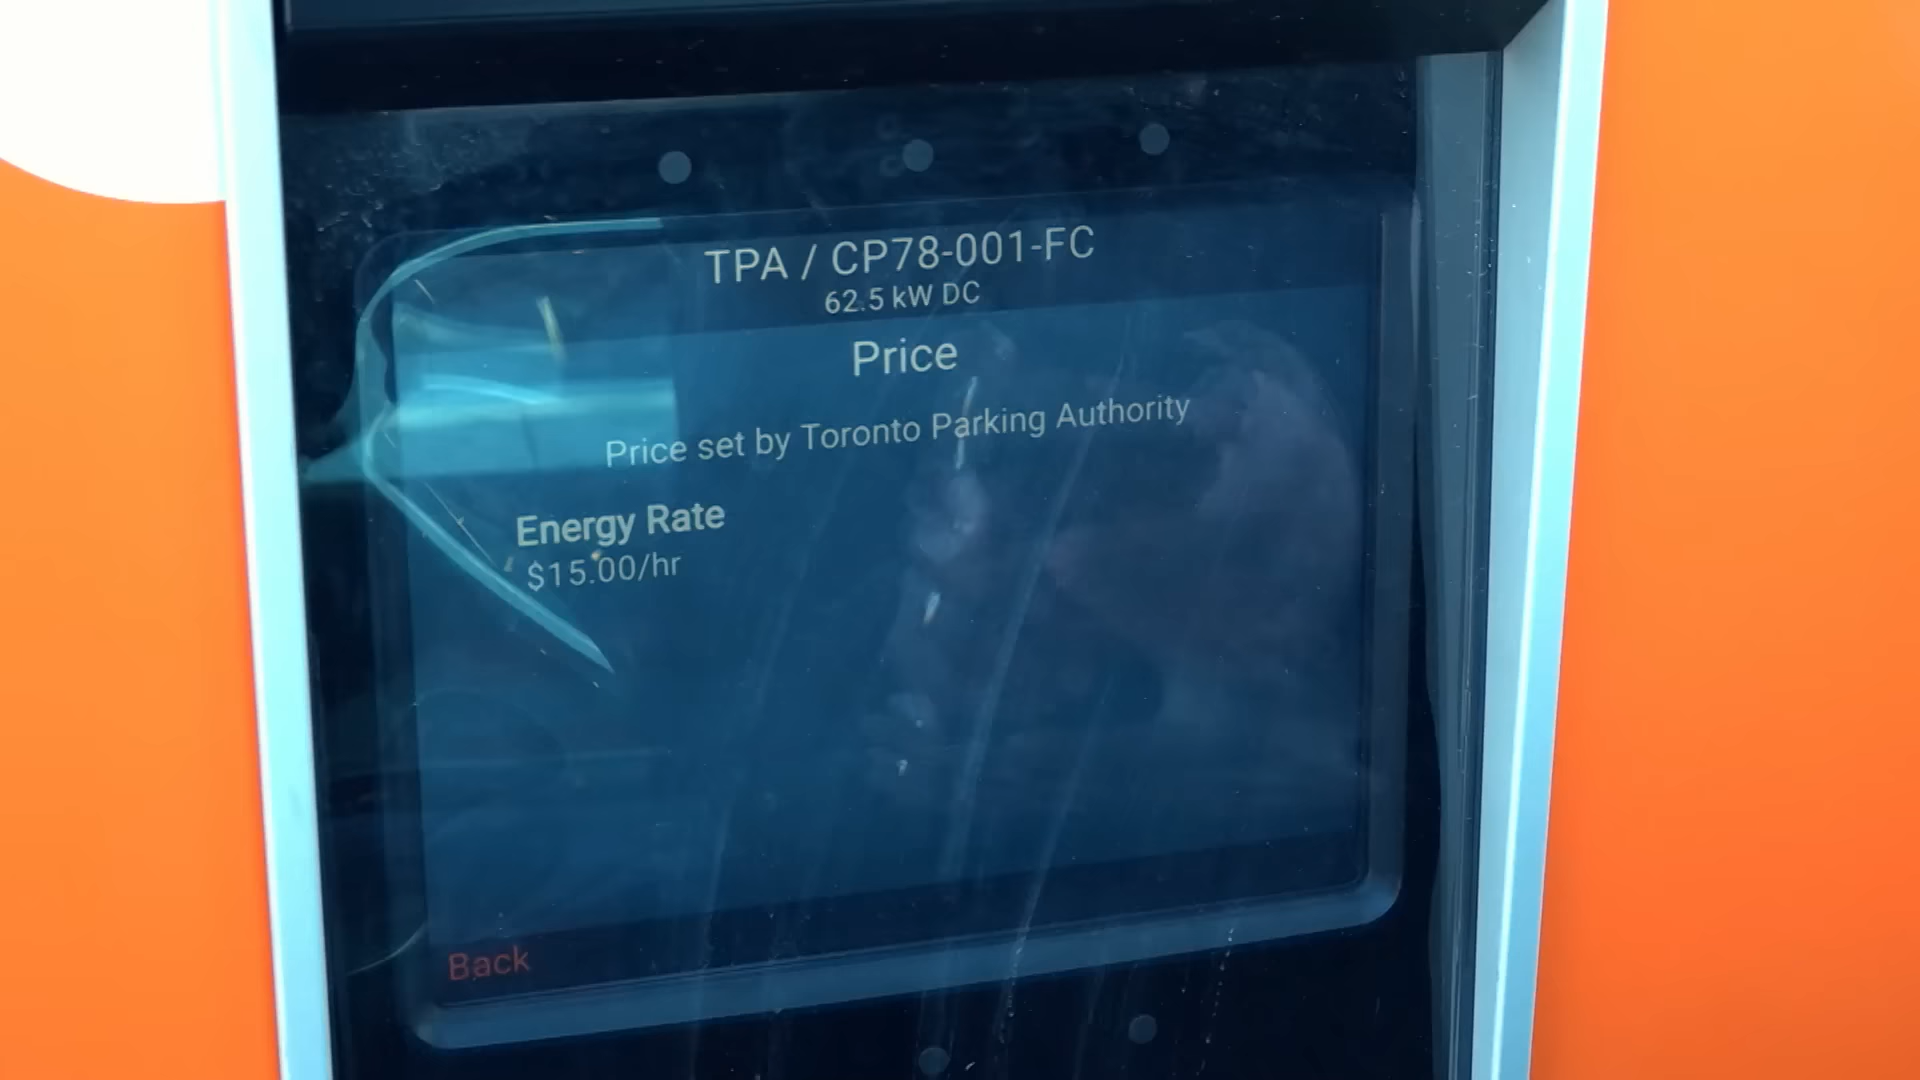 TPA / CP78-001-FC
62.5 kW DC
Price
Price set by Toronto Parking Authority
Energy Rate
$15.00/hr
Back